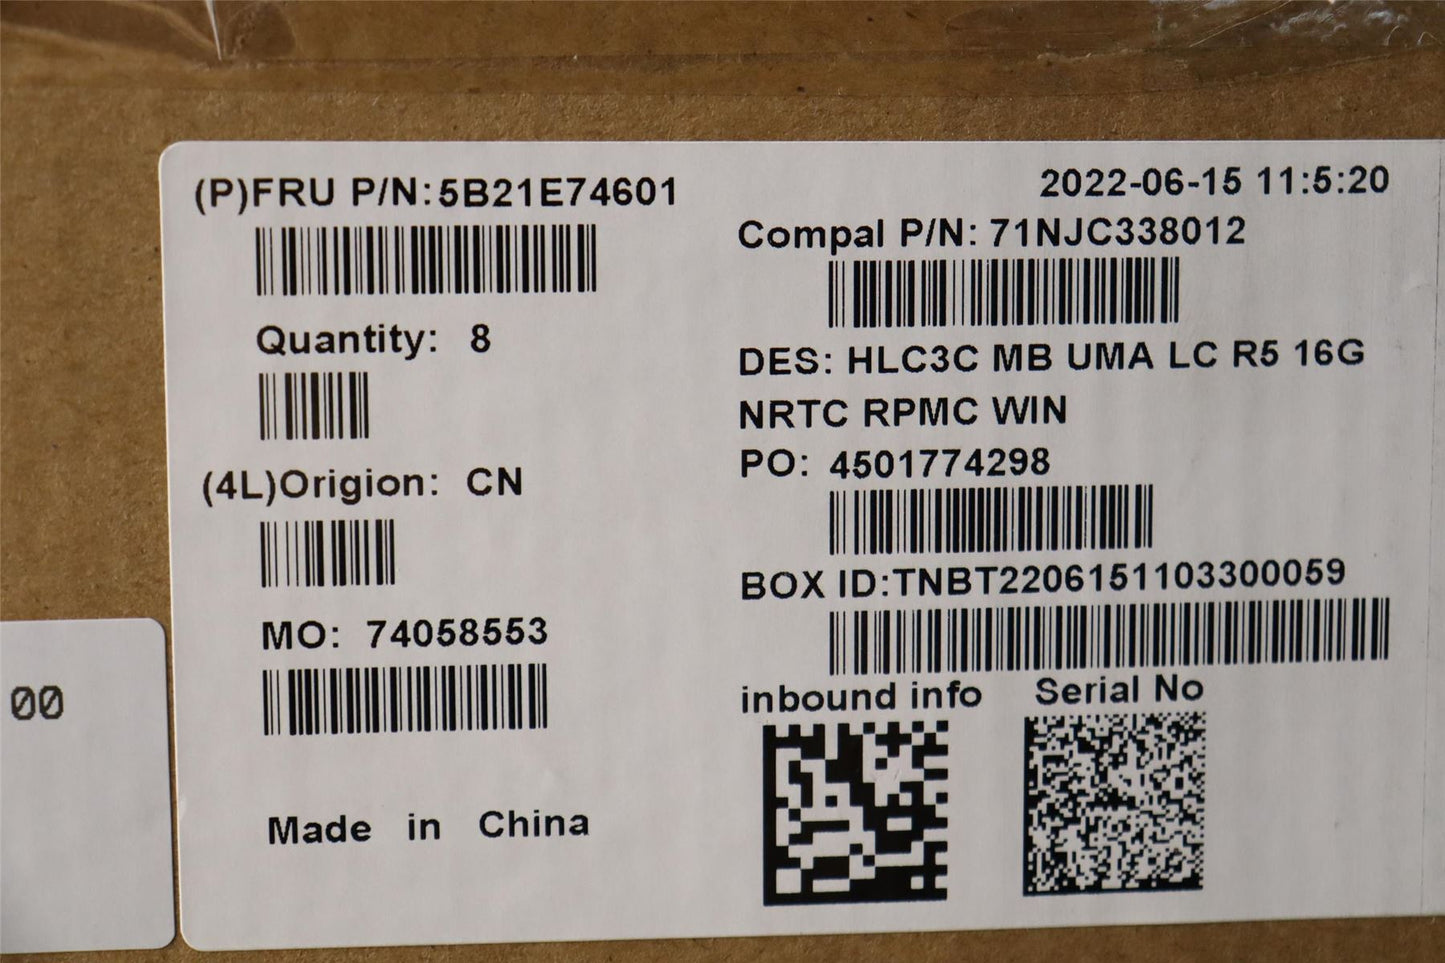 (P)FRU P/N:5B21E74601
Quantity: 8
(4L)Origion: CN
MO: 74058553
Made in China
2022-06-15 11:5:20
Compal P/N: 71NJC338012
DES: HLC3C MB UMA LC R5 16G
NRTC RPMC WIN
PO: 4501774298
BOX ID:TNBT2206151103300059
inbound info
Serial No
00